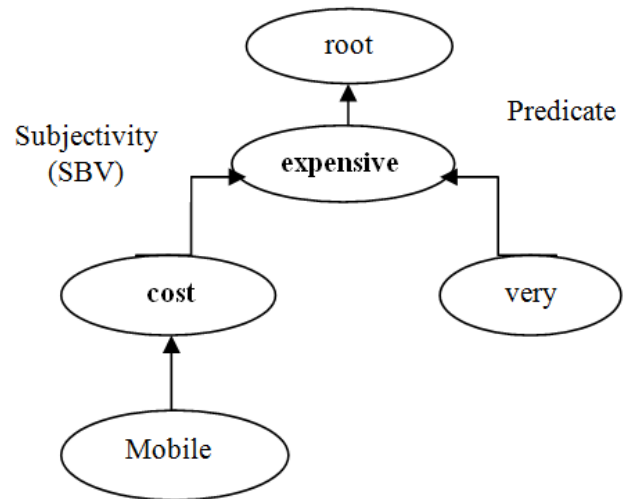 root
Predicate
Subjectivity
(SBV)
expensive
cost
very
Mobile